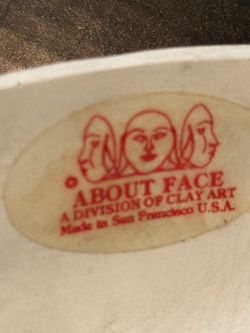 ©
ABOUT FACE
A DIVISION OF CLAY ART
Made in San Francisco U.S.A.